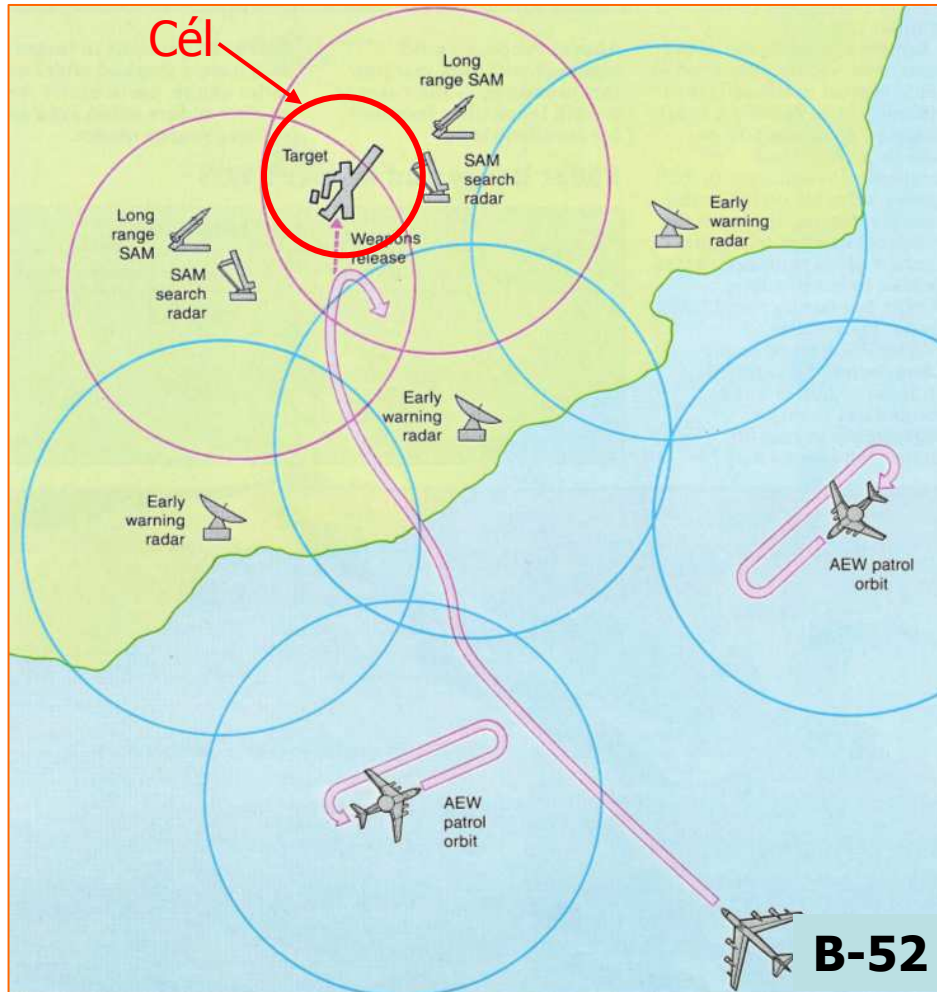 Cél
Long
range SAM
Target
SAM
search
radar
Long
range
SAM
Early
warning
radar
Weapons
release
SAM
search
radar
Early
warning
radar
Early
warning
radar
AEW patrol
orbit
AEW
patrol
orbit
B-52